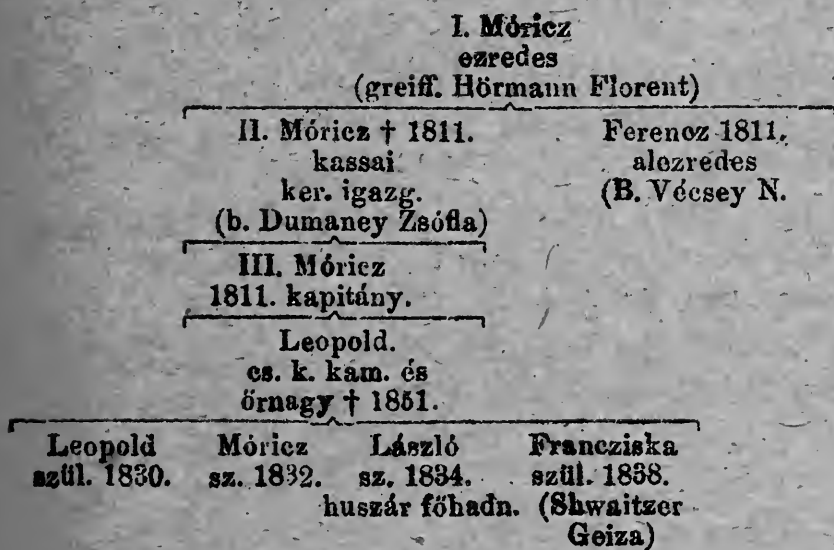 I. Móricz
ezredes
(greiff. Hörmann Florent)
II. Móricz † 1811. Ferencz 1811.
kassai alezredes
ker. igazg. (B. Vécsey N.
(b. Dumaney Zsófia)
III. Móricz
1811. kapitány.
Leopold.
cs. k. kam. és
őrnagy † 1851.
Leopold Móricz László Francziska
szül. 1830. sz. 1832. sz. 1834. szül. 1838.
huszár főhadn. (Shwaitzer
Geiza)